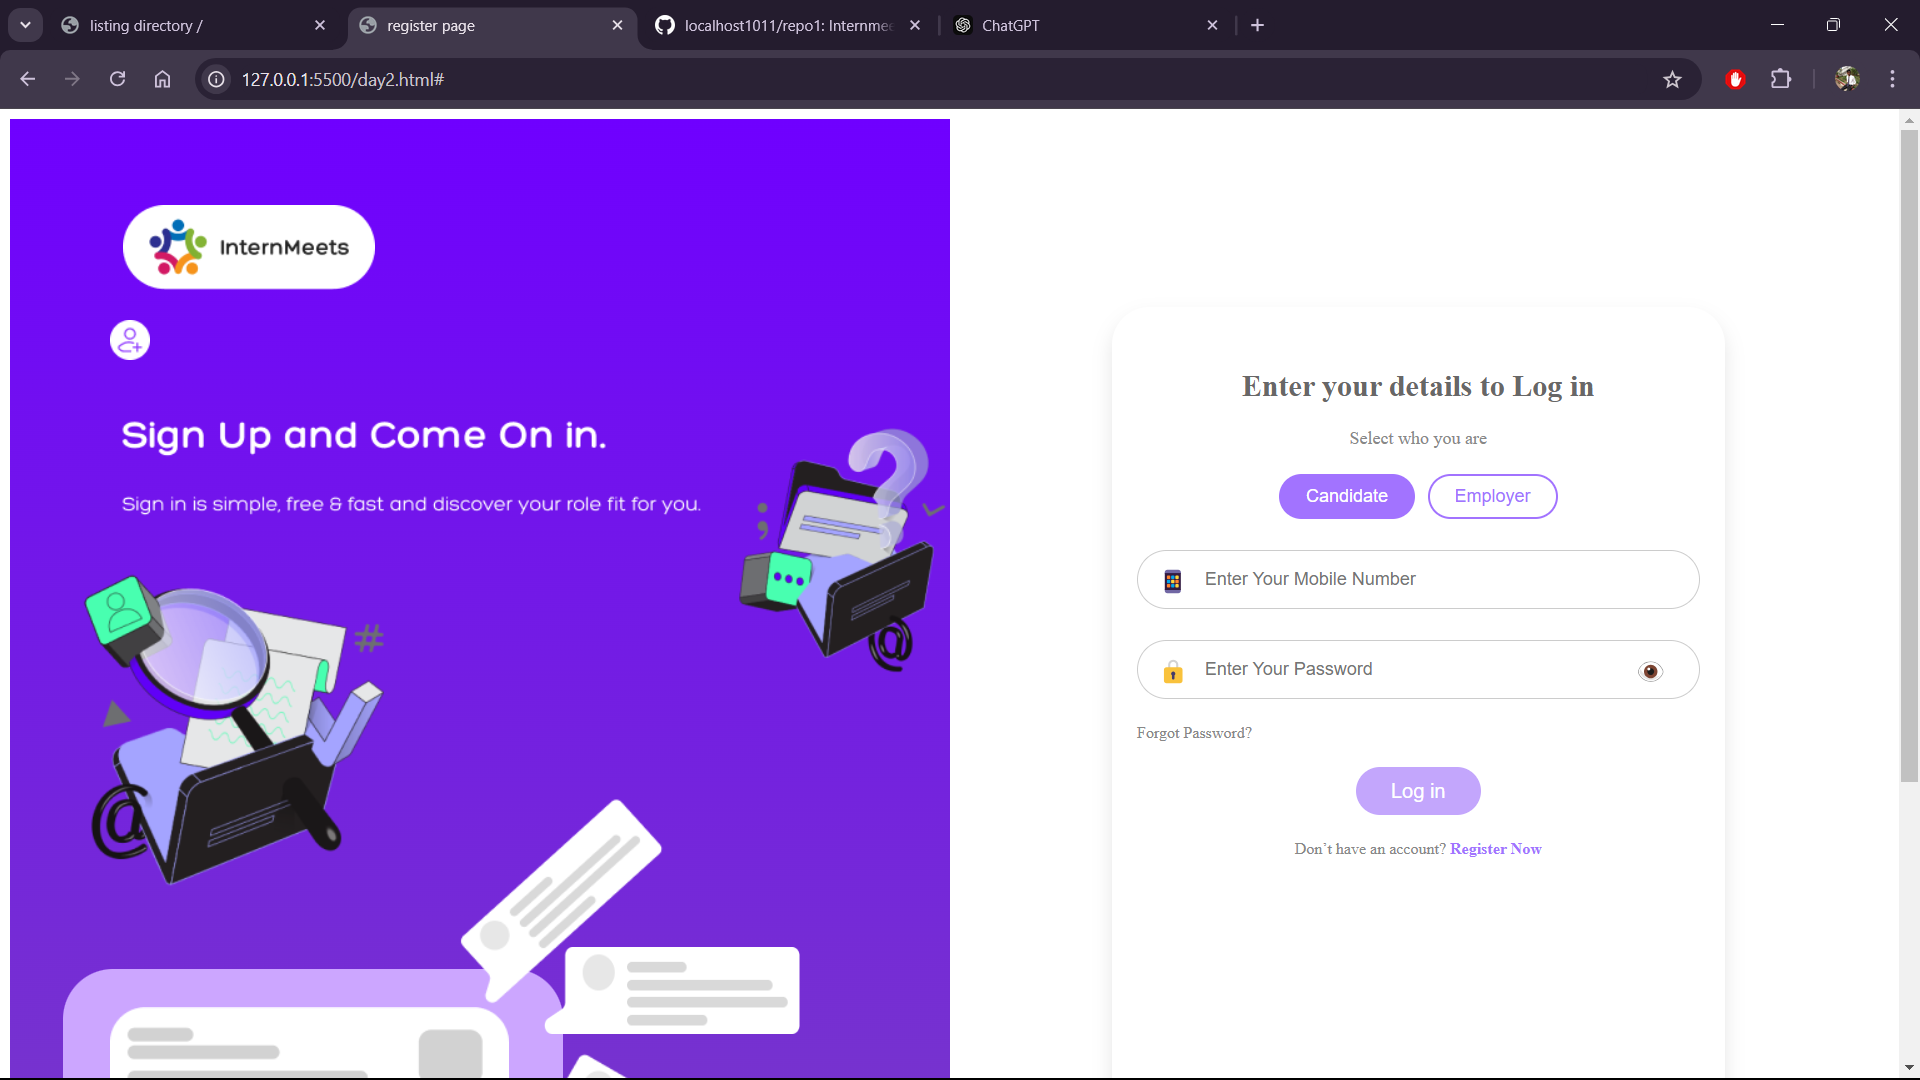 listing directory /
register page
localhost1011/repo1: Internmee
ChatGPT
127.0.0.1:5500/day2.html#
InternMeets
Sign Up and Come On in.
Sign in is simple, free & fast and discover your role fit for you.
Enter your details to Log in
Select who you are
Candidate
Employer
Enter Your Mobile Number
Enter Your Password
Forgot Password?
Log in
Don’t have an account? Register Now